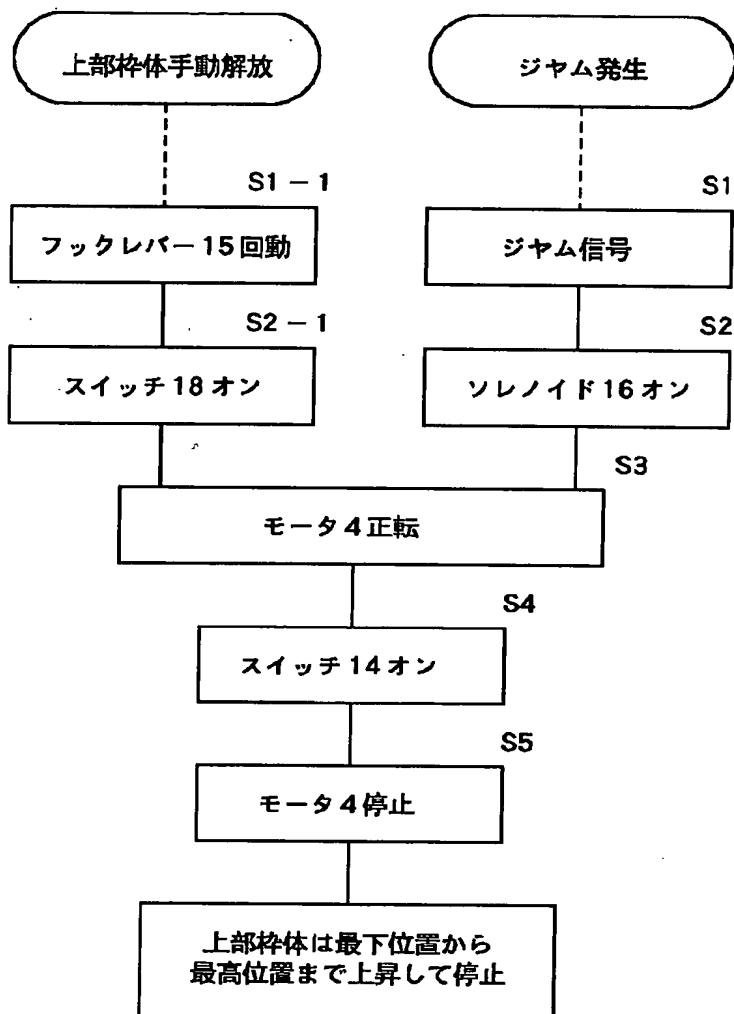 上部枠体手動解放
ジヤム発生
S1－1
S1
フックレバー15回動
ジヤム信号
S2－1
S2
スイッチ18オン
ソレノイド16オン
S3
モータ4正転
S4
スイッチ14オン
S5
モータ4停止
上部枠体は最下位置から
最高位置まで上昇して停止